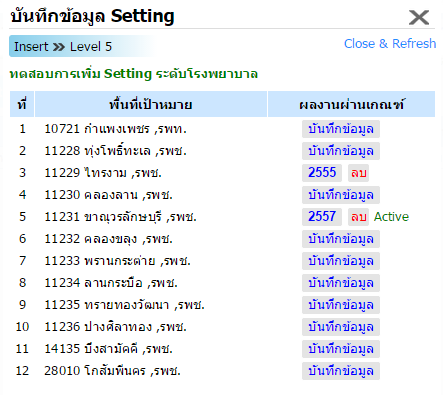 บันทึกข้อมูล Setting
Insert Level 5 Close & Refresh
ทดสอบการเพิ่ม Setting ระดับโรงพยาบาล
ที่ พื้นที่เป้าหมาย ผลงานผ่านเกณฑ์
1 10721 กำแพงเพชร ,รพท. บันทึกข้อมูล
2 11228 ทุ่งโพธิ์ทะเล ,รพช. บันทึกข้อมูล
3 11229 ไทรงาม ,รพช. 2555 ลบ
4 11230 คลองลาน ,รพช. บันทึกข้อมูล
5 11231 ขาณุวรลักษบุรี ,รพช. 2557 ลบ Active
6 11232 คลองขลุง ,รพช. บันทึกข้อมูล
7 11233 พรานกระต่าย ,รพช. บันทึกข้อมูล
8 11234 ลานกระบือ ,รพช. บันทึกข้อมูล
9 11235 ทรายทองวัฒนา ,รพช. บันทึกข้อมูล
10 11236 ปางศิลาทอง ,รพช. บันทึกข้อมูล
11 14135 บึงสามัคคี ,รพช. บันทึกข้อมูล
12 28010 โกสัมพีนคร ,รพช. บันทึกข้อมูล